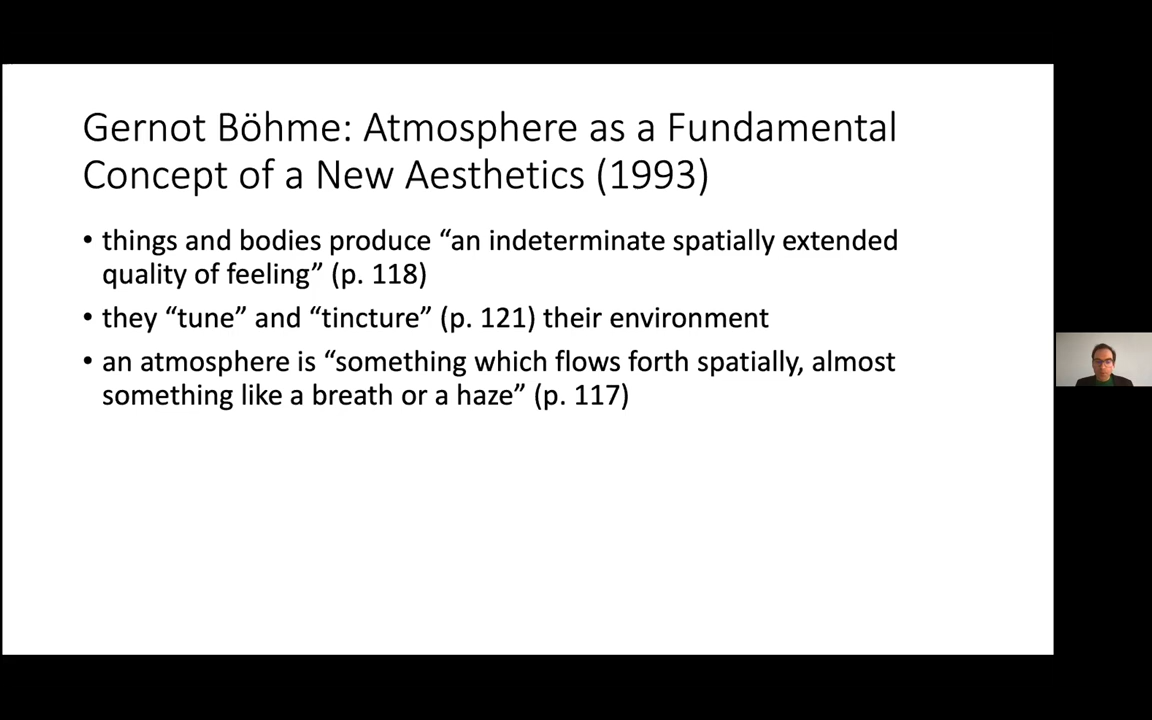 Gernot Böhme: Atmosphere as a Fundamental
Concept of a New Aesthetics (1993)
• things and bodies produce “an indeterminate spatially extended
quality of feeling” (p. 118)
• they “tune” and “tincture” (p. 121) their environment
• an atmosphere is “something which flows forth spatially, almost
something like a breath or a haze” (p. 117)